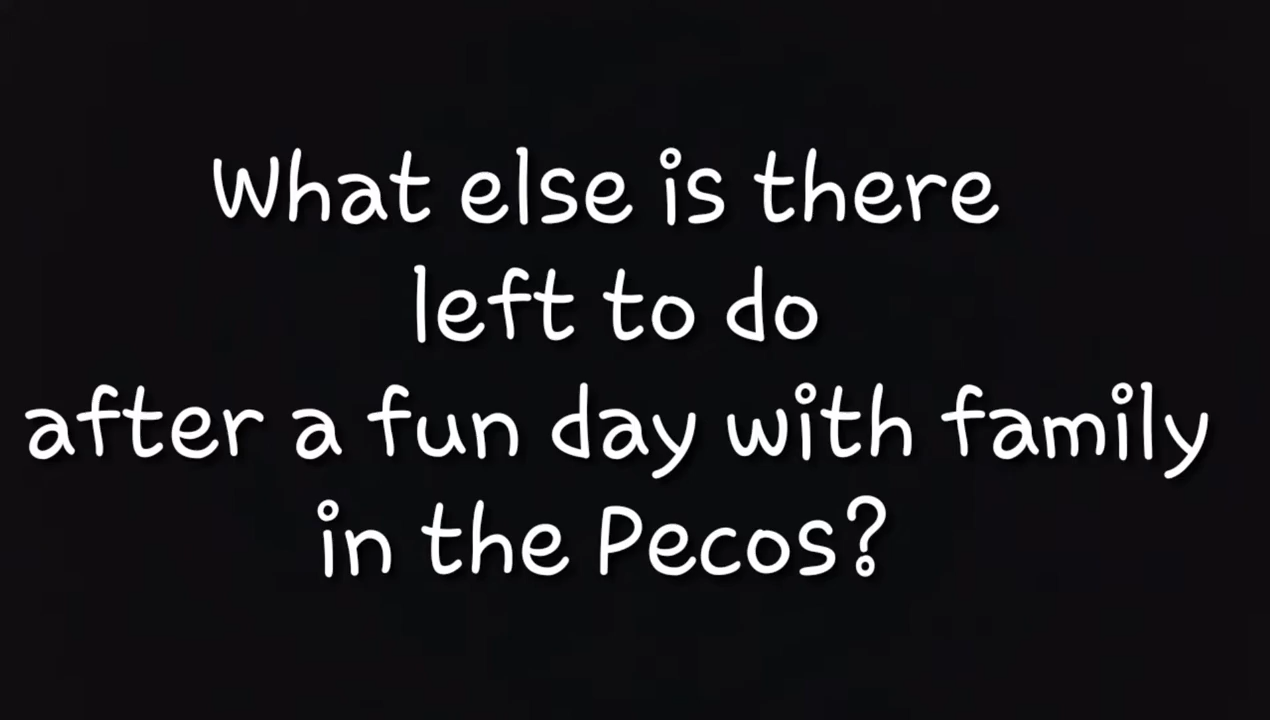 What else is there
left to do
after a fun day with family
in the Pecos?